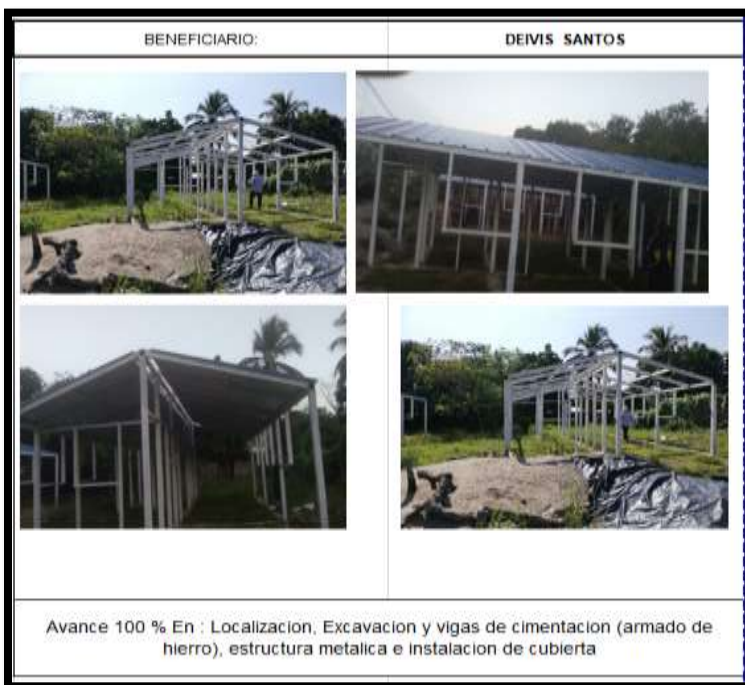 BENEFICIARIO:
DEIVIS SANTOS
Avance 100 % En : Localizacion, Excavacion y vigas de cimentacion (armado de
hierro), estructura metalica e instalacion de cubierta